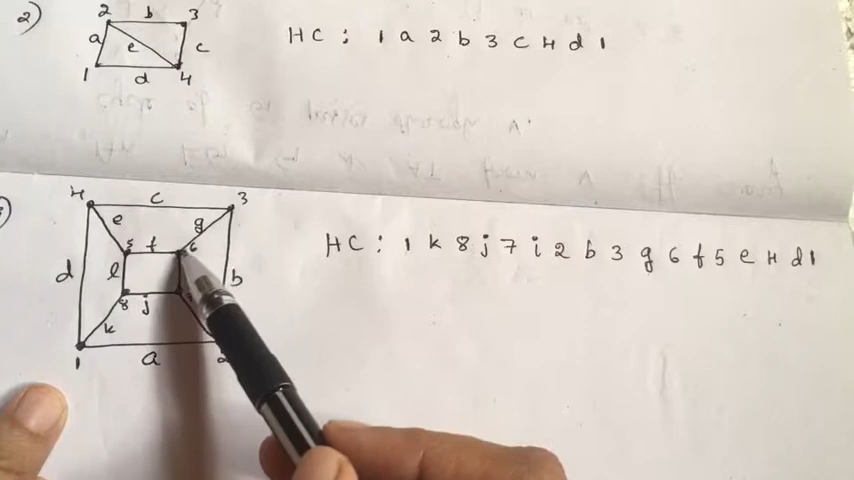 2)
2 b 3
a e c
1 d 4
HC : 1 a 2 b 3 c 4 d 1
4 c 3
e g
5 f 6
d l b
8 j
k
1 a 2
HC : 1 k 8 j 7 i 2 b 3 g 6 f 5 e 4 d 1